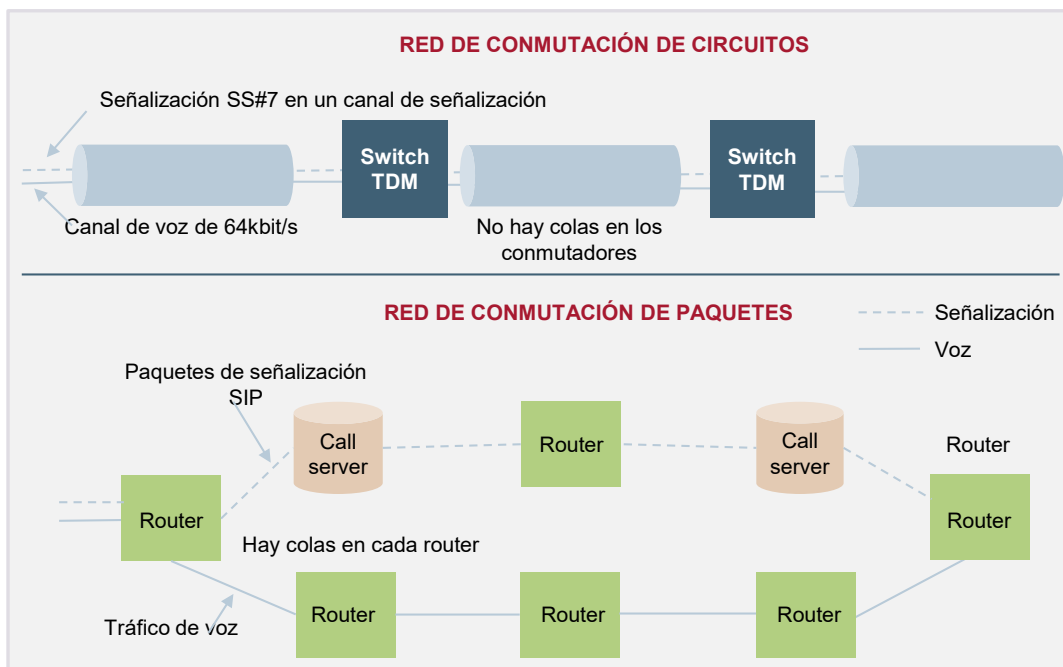 RED DE CONMUTACIÓN DE CIRCUITOS
Señalización SS#7 en un canal de señalización
Switch
TDM
Switch
TDM
Canal de voz de 64kbit/s
No hay colas en los
conmutadores
RED DE CONMUTACIÓN DE PAQUETES
Señalización
Voz
Paquetes de señalización
SIP
Call
server
Router
Call
server
Router
Router
Router
Hay colas en cada router
Router
Router
Router
Tráfico de voz